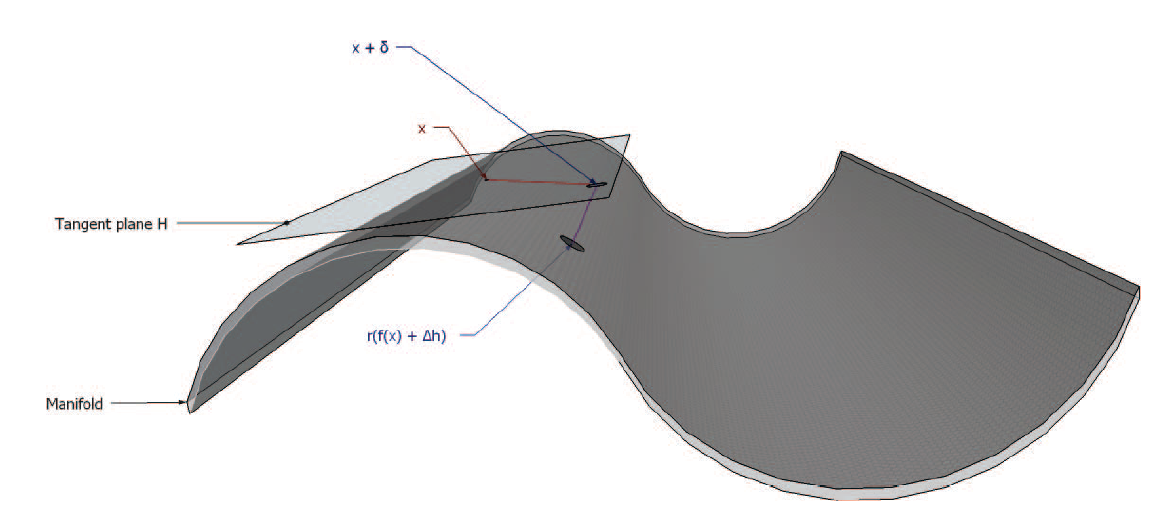 x + δ
x
Tangent plane H
r(f(x) + Δh)
Manifold